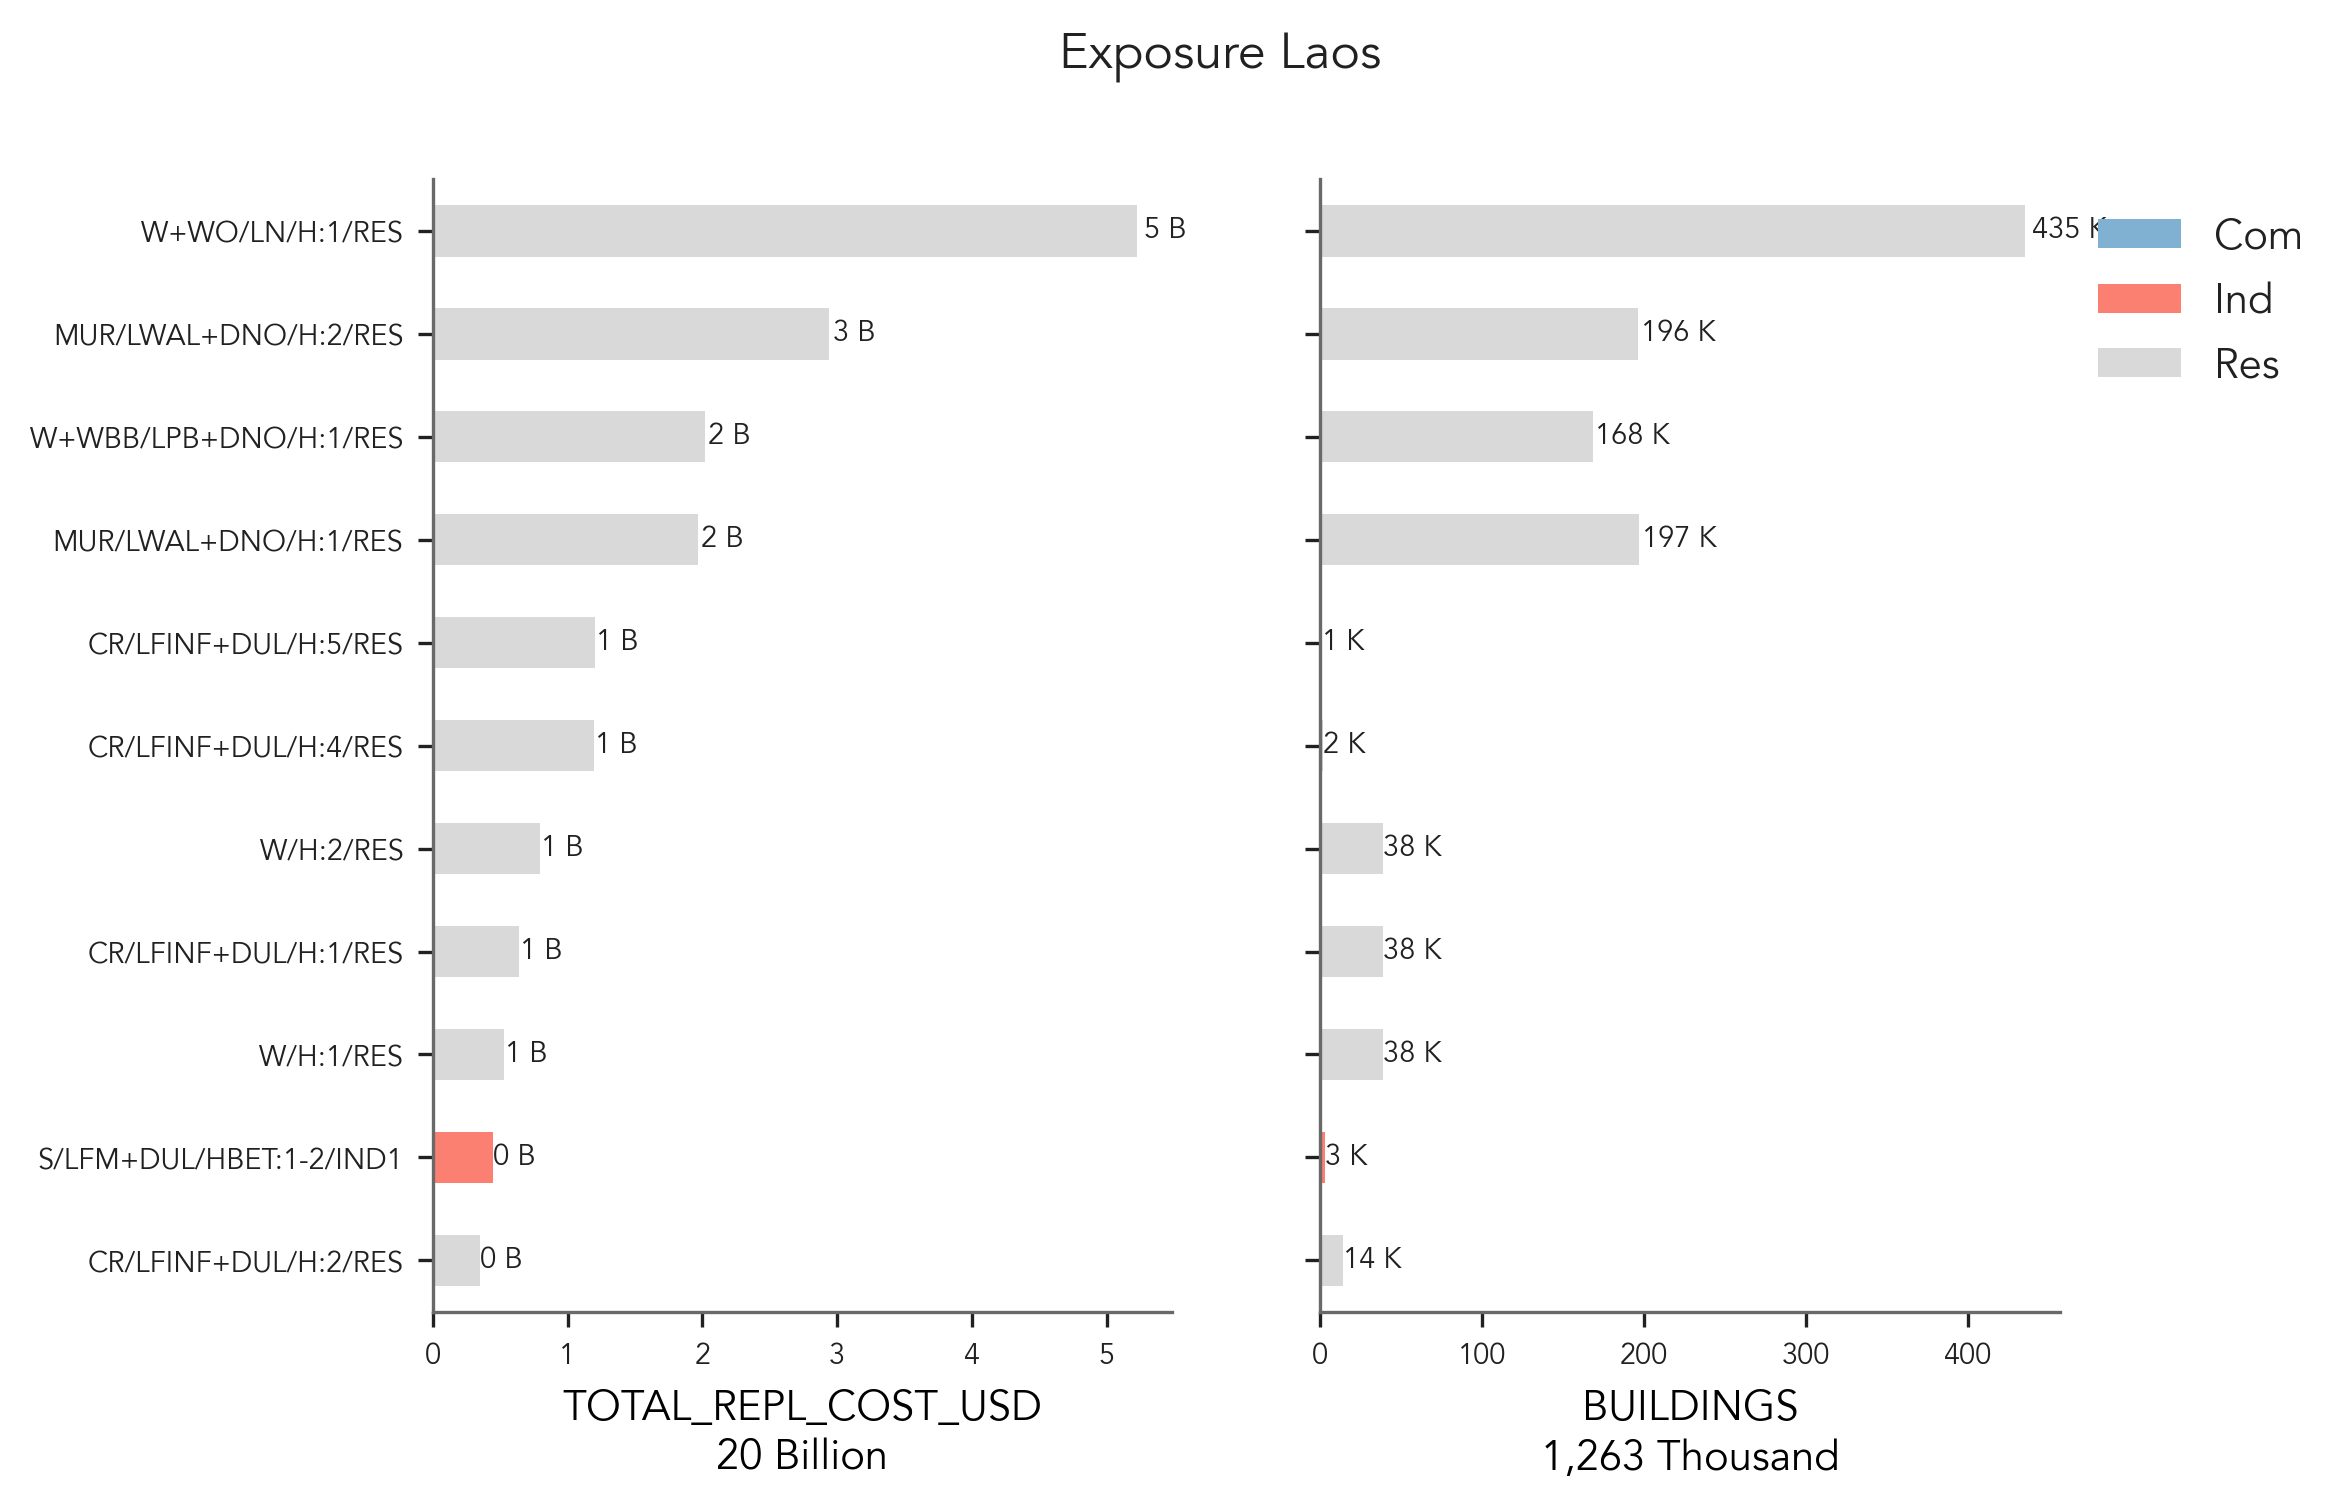 Exposure Laos
W+WO/LN/H:1/RES
MUR/LWAL+DNO/H:2/RES
W+WBB/LPB+DNO/H:1/RES
MUR/LWAL+DNO/H:1/RES
CR/LFINF+DUL/H:5/RES
CR/LFINF+DUL/H:4/RES
W/H:2/RES
CR/LFINF+DUL/H:1/RES
W/H:1/RES
S/LFM+DUL/HBET:1-2/IND1
CR/LFINF+DUL/H:2/RES
5 B
3 B
2 B
2 B
1 B
1 B
1 B
1 B
1 B
0 B
0 B
0 1 2 3 4 5
TOTAL_REPL_COST_USD
20 Billion
435 K
196 K
168 K
197 K
1 K
2 K
38 K
38 K
38 K
3 K
14 K
0 100 200 300 400
BUILDINGS
1,263 Thousand
Com
Ind
Res